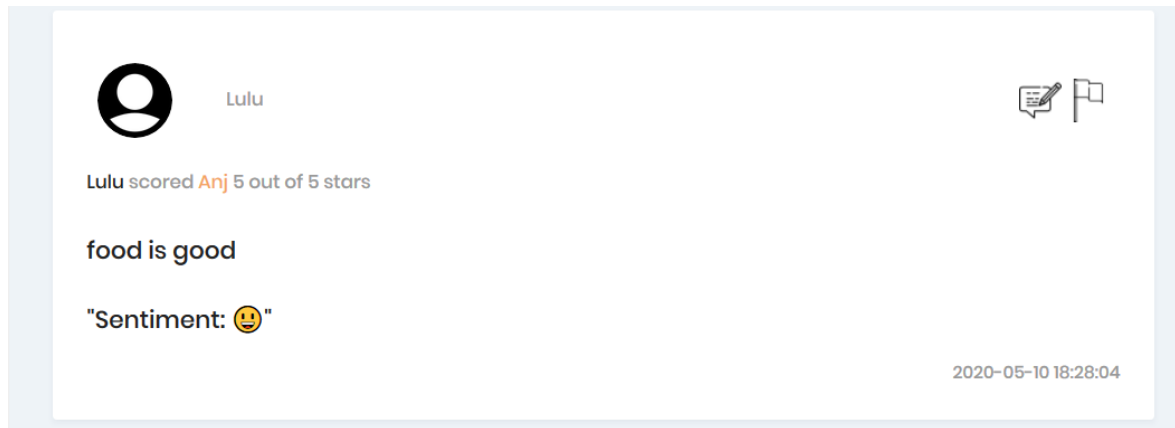 Lulu
Lulu scored Anj 5 out of 5 stars
food is good
"Sentiment: 😃"
2020-05-10 18:28:04